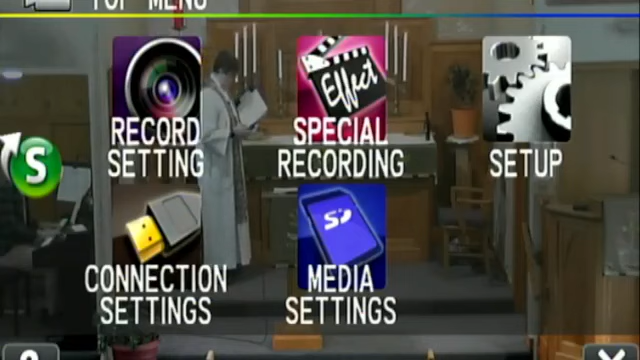 TOP MENU
Effect
RECORD
SETTING
SPECIAL
RECORDING
SETUP
S
SD
CONNECTION
SETTINGS
MEDIA
SETTINGS